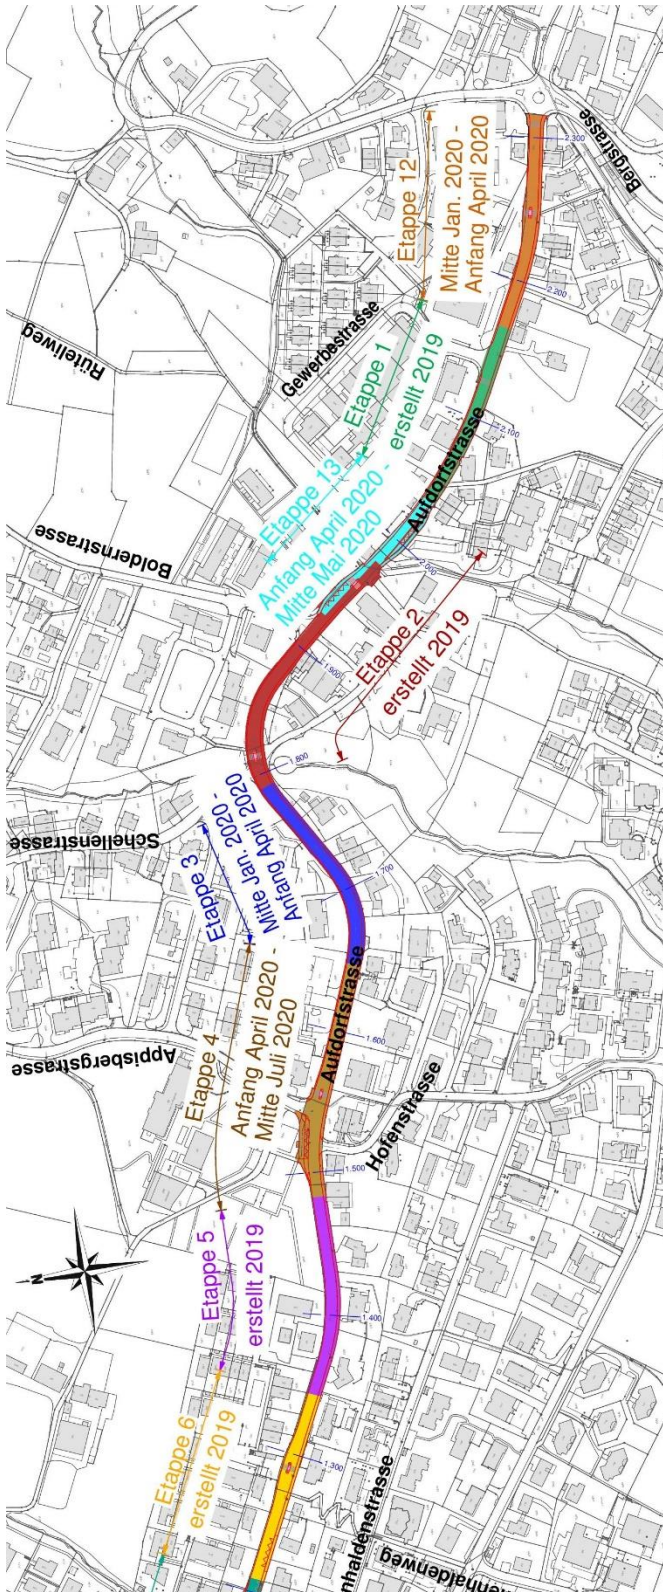 Bergstrasse
2.300
Etappe 12
Mitte Jan. 2020 -
Anfang April 2020
2.200
Rüteliweg
Gewerbestrasse
Etappe 1
erstellt 2019
2.100
Aufdorfstrasse
Etappe 13
Anfang April 2020 -
Mitte Mai 2020
2.000
Boldernstrasse
Etappe 2
erstellt 2019
1.900
1.800
Schellenstrasse
Etappe 3
Mitte Jan. 2020 -
Anfang April 2020
1.700
Aufdorfstrasse
1.600
Appisbergstrasse
Etappe 4
Anfang April 2020 -
Mitte Juli 2020
Hofenstrasse
1.500
N
Etappe 5
erstellt 2019
1.400
Etappe 6
erstellt 2019
1.300
nhaldenstrasse
nenhaldenweg